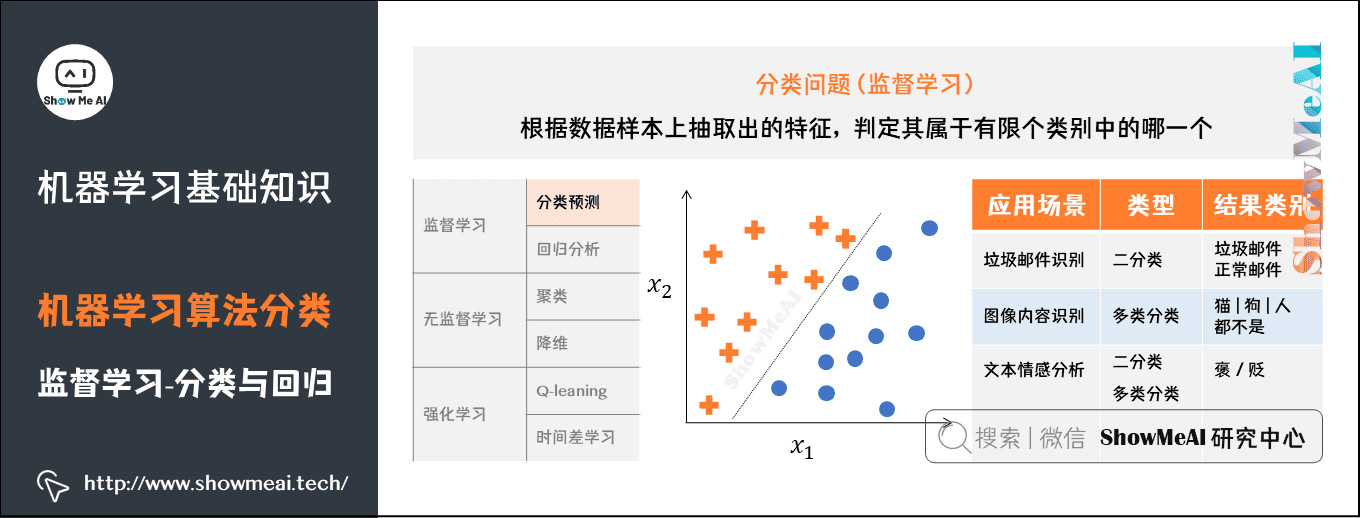 Show Me AI
机器学习基础知识
机器学习算法分类
监督学习-分类与回归
http://www.showmeai.tech/
分类问题（监督学习）
根据数据样本上抽取出的特征，判定其属于有限个类别中的哪一个
监督学习
分类预测
回归分析
无监督学习
聚类
降维
强化学习
Q-leaning
时间差学习
x2
x1
ShowMeAI
应用场景 类型 结果类别
垃圾邮件识别 二分类 垃圾邮件
正常邮件
图像内容识别 多类分类 猪|狗|人
都不是
文本情感分析 二分类
多类分类
褒 / 贬
ShowMeAI
搜索|微信 ShowMeAI 研究中心